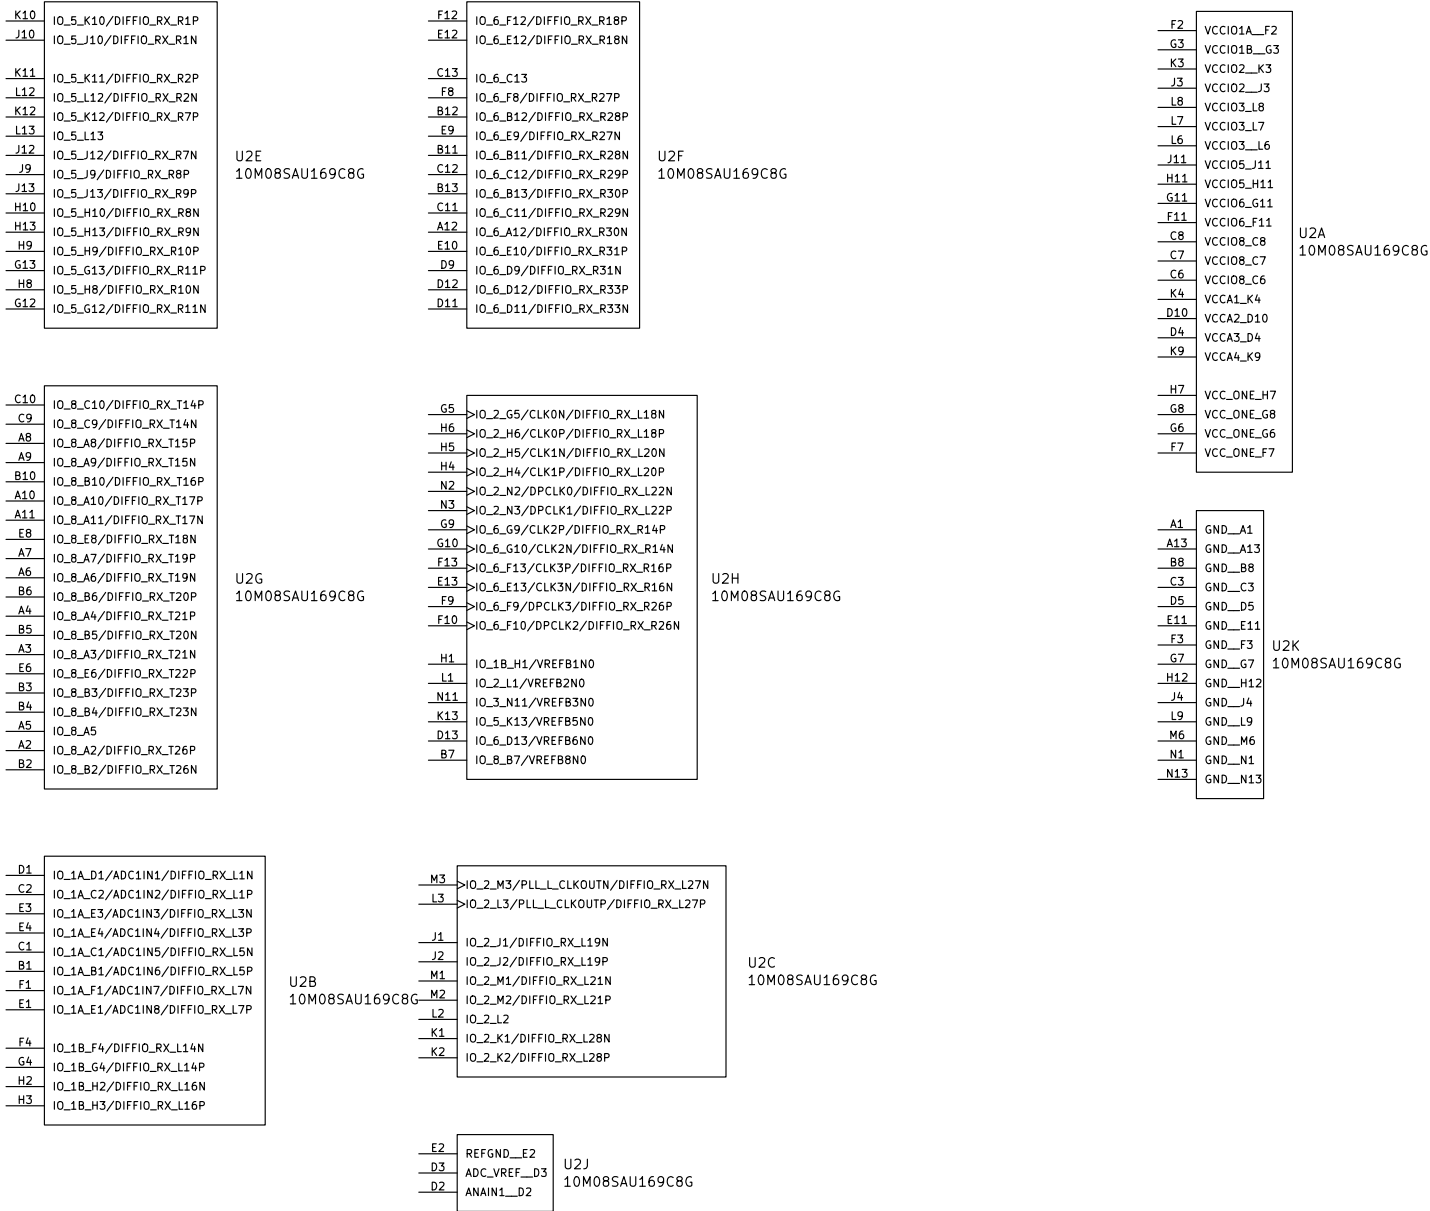 K10 IO_5_K10/DIFFIO_RX_R1P
J10 IO_5_J10/DIFFIO_RX_R1N
K11 IO_5_K11/DIFFIO_RX_R2P
L12 IO_5_L12/DIFFIO_RX_R2N
K12 IO_5_K12/DIFFIO_RX_R7P
L13 IO_5_L13
J12 IO_5_J12/DIFFIO_RX_R7N
J9 IO_5_J9/DIFFIO_RX_R8P
J13 IO_5_J13/DIFFIO_RX_R9P
H10 IO_5_H10/DIFFIO_RX_R8N
H13 IO_5_H13/DIFFIO_RX_R9N
H9 IO_5_H9/DIFFIO_RX_R10P
G13 IO_5_G13/DIFFIO_RX_R11P
H8 IO_5_H8/DIFFIO_RX_R10N
G12 IO_5_G12/DIFFIO_RX_R11N
U2E
10M08SAU169C8G
F12 IO_6_F12/DIFFIO_RX_R18P
E12 IO_6_E12/DIFFIO_RX_R18N
C13 IO_6_C13
F8 IO_6_F8/DIFFIO_RX_R27P
B12 IO_6_B12/DIFFIO_RX_R28P
E9 IO_6_E9/DIFFIO_RX_R27N
B11 IO_6_B11/DIFFIO_RX_R28N
C12 IO_6_C12/DIFFIO_RX_R29P
B13 IO_6_B13/DIFFIO_RX_R30P
C11 IO_6_C11/DIFFIO_RX_R29N
A12 IO_6_A12/DIFFIO_RX_R30N
E10 IO_6_E10/DIFFIO_RX_R31P
D9 IO_6_D9/DIFFIO_RX_R31N
D12 IO_6_D12/DIFFIO_RX_R33P
D11 IO_6_D11/DIFFIO_RX_R33N
U2F
10M08SAU169C8G
F2 VCCIO1A__F2
G3 VCCIO1B__G3
K3 VCCIO2__K3
J3 VCCIO2__J3
L8 VCCIO3_L8
L7 VCCIO3_L7
L6 VCCIO3__L6
J11 VCCIO5_J11
H11 VCCIO5_H11
G11 VCCIO6_G11
F11 VCCIO6_F11
C8 VCCIO8_C8
C7 VCCIO8_C7
C6 VCCIO8_C6
K4 VCCA1_K4
D10 VCCA2_D10
D4 VCCA3_D4
K9 VCCA4_K9
H7 VCC_ONE_H7
G8 VCC_ONE_G8
G6 VCC_ONE_G6
F7 VCC_ONE_F7
U2A
10M08SAU169C8G
C10 IO_8_C10/DIFFIO_RX_T14P
C9 IO_8_C9/DIFFIO_RX_T14N
A8 IO_8_A8/DIFFIO_RX_T15P
A9 IO_8_A9/DIFFIO_RX_T15N
B10 IO_8_B10/DIFFIO_RX_T16P
A10 IO_8_A10/DIFFIO_RX_T17P
A11 IO_8_A11/DIFFIO_RX_T17N
E8 IO_8_E8/DIFFIO_RX_T18N
A7 IO_8_A7/DIFFIO_RX_T19P
A6 IO_8_A6/DIFFIO_RX_T19N
B6 IO_8_B6/DIFFIO_RX_T20P
A4 IO_8_A4/DIFFIO_RX_T21P
B5 IO_8_B5/DIFFIO_RX_T20N
A3 IO_8_A3/DIFFIO_RX_T21N
E6 IO_8_E6/DIFFIO_RX_T22P
B3 IO_8_B3/DIFFIO_RX_T23P
B4 IO_8_B4/DIFFIO_RX_T23N
A5 IO_8_A5
A2 IO_8_A2/DIFFIO_RX_T26P
B2 IO_8_B2/DIFFIO_RX_T26N
U2G
10M08SAU169C8G
G5 IO_2_G5/CLK0N/DIFFIO_RX_L18N
H6 IO_2_H6/CLK0P/DIFFIO_RX_L18P
H5 IO_2_H5/CLK1N/DIFFIO_RX_L20N
H4 IO_2_H4/CLK1P/DIFFIO_RX_L20P
N2 IO_2_N2/DPCLK0/DIFFIO_RX_L22N
N3 IO_2_N3/DPCLK1/DIFFIO_RX_L22P
G9 IO_6_G9/CLK2P/DIFFIO_RX_R14P
G10 IO_6_G10/CLK2N/DIFFIO_RX_R14N
F13 IO_6_F13/CLK3P/DIFFIO_RX_R16P
E13 IO_6_E13/CLK3N/DIFFIO_RX_R16N
F9 IO_6_F9/DPCLK3/DIFFIO_RX_R26P
F10 IO_6_F10/DPCLK2/DIFFIO_RX_R26N
H1 IO_1B_H1/VREFB1N0
L1 IO_2_L1/VREFB2N0
N11 IO_3_N11/VREFB3N0
K13 IO_5_K13/VREFB5N0
D13 IO_6_D13/VREFB6N0
B7 IO_8_B7/VREFB8N0
U2H
10M08SAU169C8G
A1 GND__A1
A13 GND__A13
B8 GND__B8
C3 GND__C3
D5 GND__D5
E11 GND__E11
F3 GND__F3
G7 GND__G7
H12 GND__H12
J4 GND__J4
L9 GND__L9
M6 GND__M6
N1 GND__N1
N13 GND__N13
U2K
10M08SAU169C8G
D1 IO_1A_D1/ADC1IN1/DIFFIO_RX_L1N
C2 IO_1A_C2/ADC1IN2/DIFFIO_RX_L1P
E3 IO_1A_E3/ADC1IN3/DIFFIO_RX_L3N
E4 IO_1A_E4/ADC1IN4/DIFFIO_RX_L3P
C1 IO_1A_C1/ADC1IN5/DIFFIO_RX_L5N
B1 IO_1A_B1/ADC1IN6/DIFFIO_RX_L5P
F1 IO_1A_F1/ADC1IN7/DIFFIO_RX_L7N
E1 IO_1A_E1/ADC1IN8/DIFFIO_RX_L7P
F4 IO_1B_F4/DIFFIO_RX_L14N
G4 IO_1B_G4/DIFFIO_RX_L14P
H2 IO_1B_H2/DIFFIO_RX_L16N
H3 IO_1B_H3/DIFFIO_RX_L16P
U2B
10M08SAU169C8G
M3 IO_2_M3/PLL_L_CLKOUTN/DIFFIO_RX_L27N
L3 IO_2_L3/PLL_L_CLKOUTP/DIFFIO_RX_L27P
J1 IO_2_J1/DIFFIO_RX_L19N
J2 IO_2_J2/DIFFIO_RX_L19P
M1 IO_2_M1/DIFFIO_RX_L21N
M2 IO_2_M2/DIFFIO_RX_L21P
L2 IO_2_L2
K1 IO_2_K1/DIFFIO_RX_L28N
K2 IO_2_K2/DIFFIO_RX_L28P
U2C
10M08SAU169C8G
E2 REFGND__E2
D3 ADC_VREF__D3
D2 ANAIN1__D2
U2J
10M08SAU169C8G